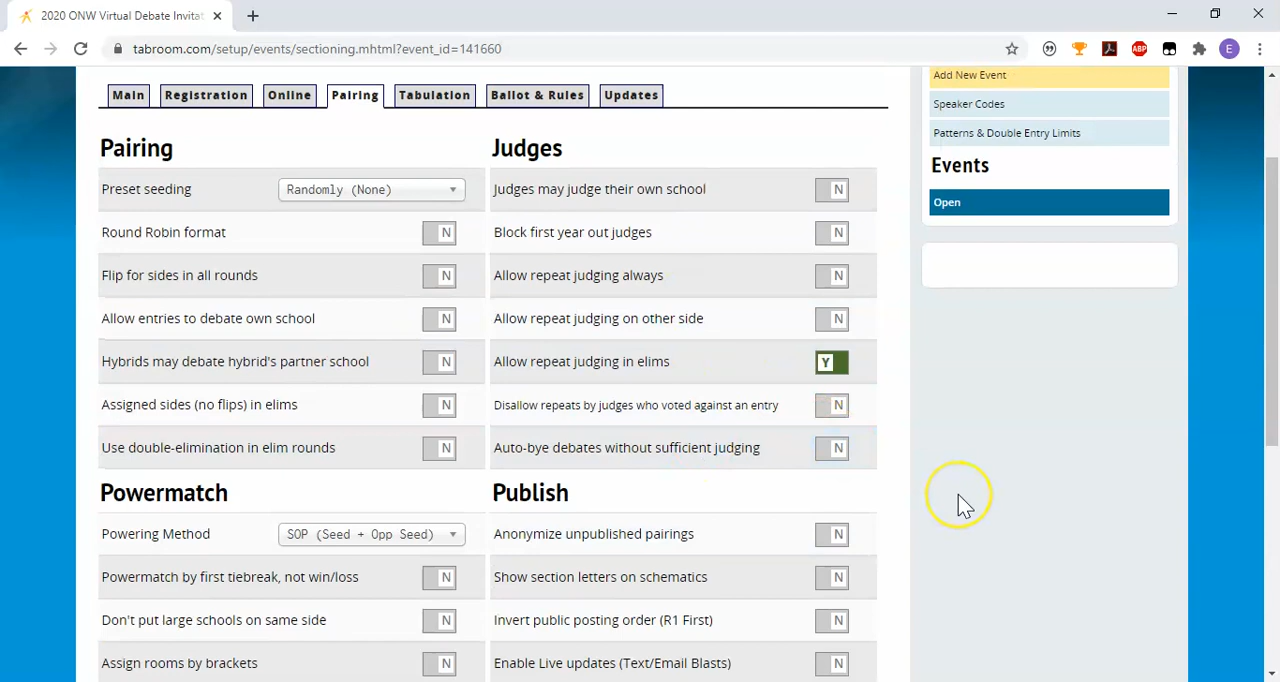 2020 ONW Virtual Debate Invitat
tabroom.com/setup/events/sectioning.mhtml?event_id=141660
ABP
E
Main Registration Online Pairing Tabulation Ballot & Rules Updates
Pairing
Preset seeding Randomly (None)
Round Robin format N
Flip for sides in all rounds N
Allow entries to debate own school N
Hybrids may debate hybrid's partner school N
Assigned sides (no flips) in elims N
Use double-elimination in elim rounds N
Powermatch
Powering Method SOP (Seed + Opp Seed)
Powermatch by first tiebreak, not win/loss N
Don't put large schools on same side N
Assign rooms by brackets N
Judges
Judges may judge their own school N
Block first year out judges N
Allow repeat judging always N
Allow repeat judging on other side N
Allow repeat judging in elims Y
Disallow repeats by judges who voted against an entry N
Auto-bye debates without sufficient judging N
Publish
Anonymize unpublished pairings N
Show section letters on schematics N
Invert public posting order (R1 First) N
Enable Live updates (Text/Email Blasts) N
Add New Event
Speaker Codes
Patterns & Double Entry Limits
Events
Open